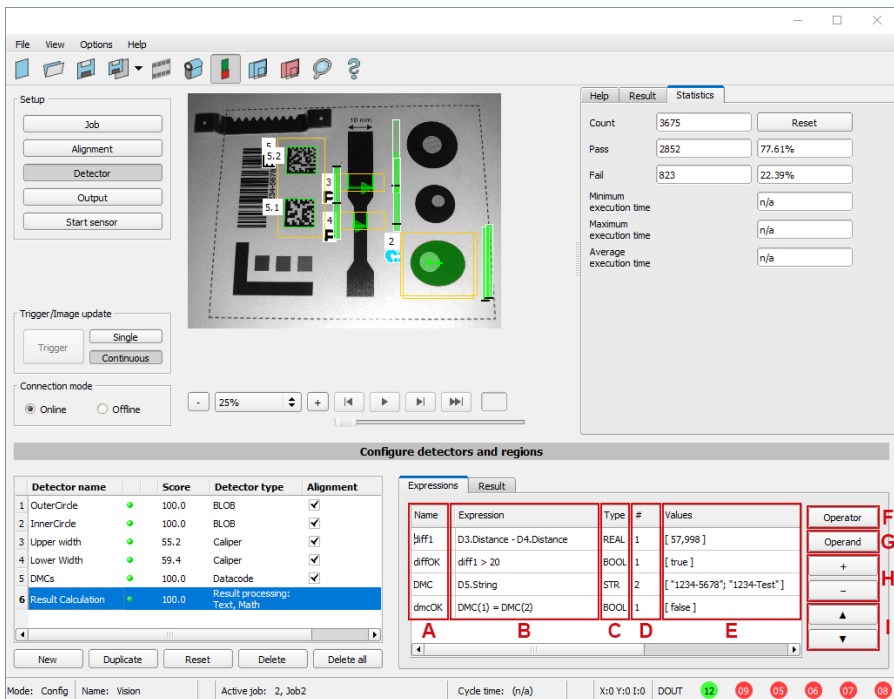 File View Options Help
Setup
Job
Alignment
Detector
Output
Start sensor
Trigger/Image update
Trigger
Single
Continuous
Connection mode
Online Offline
10 mm
5
5.2
5.1
3
4
2
- 25% +
Help Result Statistics
Count 3675 Reset
Pass 2852 77.61%
Fail 823 22.39%
Minimum
execution time n/a
Maximum
execution time n/a
Average
execution time n/a
Configure detectors and regions
Detector name Score Detector type Alignment
1 OuterCircle 100.0 BLOB
2 InnerCircle 100.0 BLOB
3 Upper width 55.2 Caliper
4 Lower Width 59.4 Caliper
5 DMCs 100.0 Datacode
6 Result Calculation 100.0 Result processing:
Text, Math
New Duplicate Reset Delete Delete all
Expressions Result
Name Expression Type # Values
diff1 D3.Distance - D4.Distance REAL 1 [ 57,998 ]
diffOK diff1 > 20 BOOL 1 [ true ]
DMC D5.String STR 2 [ "1234-5678"; "1234-Test" ]
dmcOK DMC(1) = DMC(2) BOOL 1 [ false ]
A B C D E
Operator F
Operand G
+
- H
I
Mode: Config Name: Vision Active job: 2, Job2 Cycle time: (n/a) X:0 Y:0 I:0 DOUT 12 09 05 06 07 08